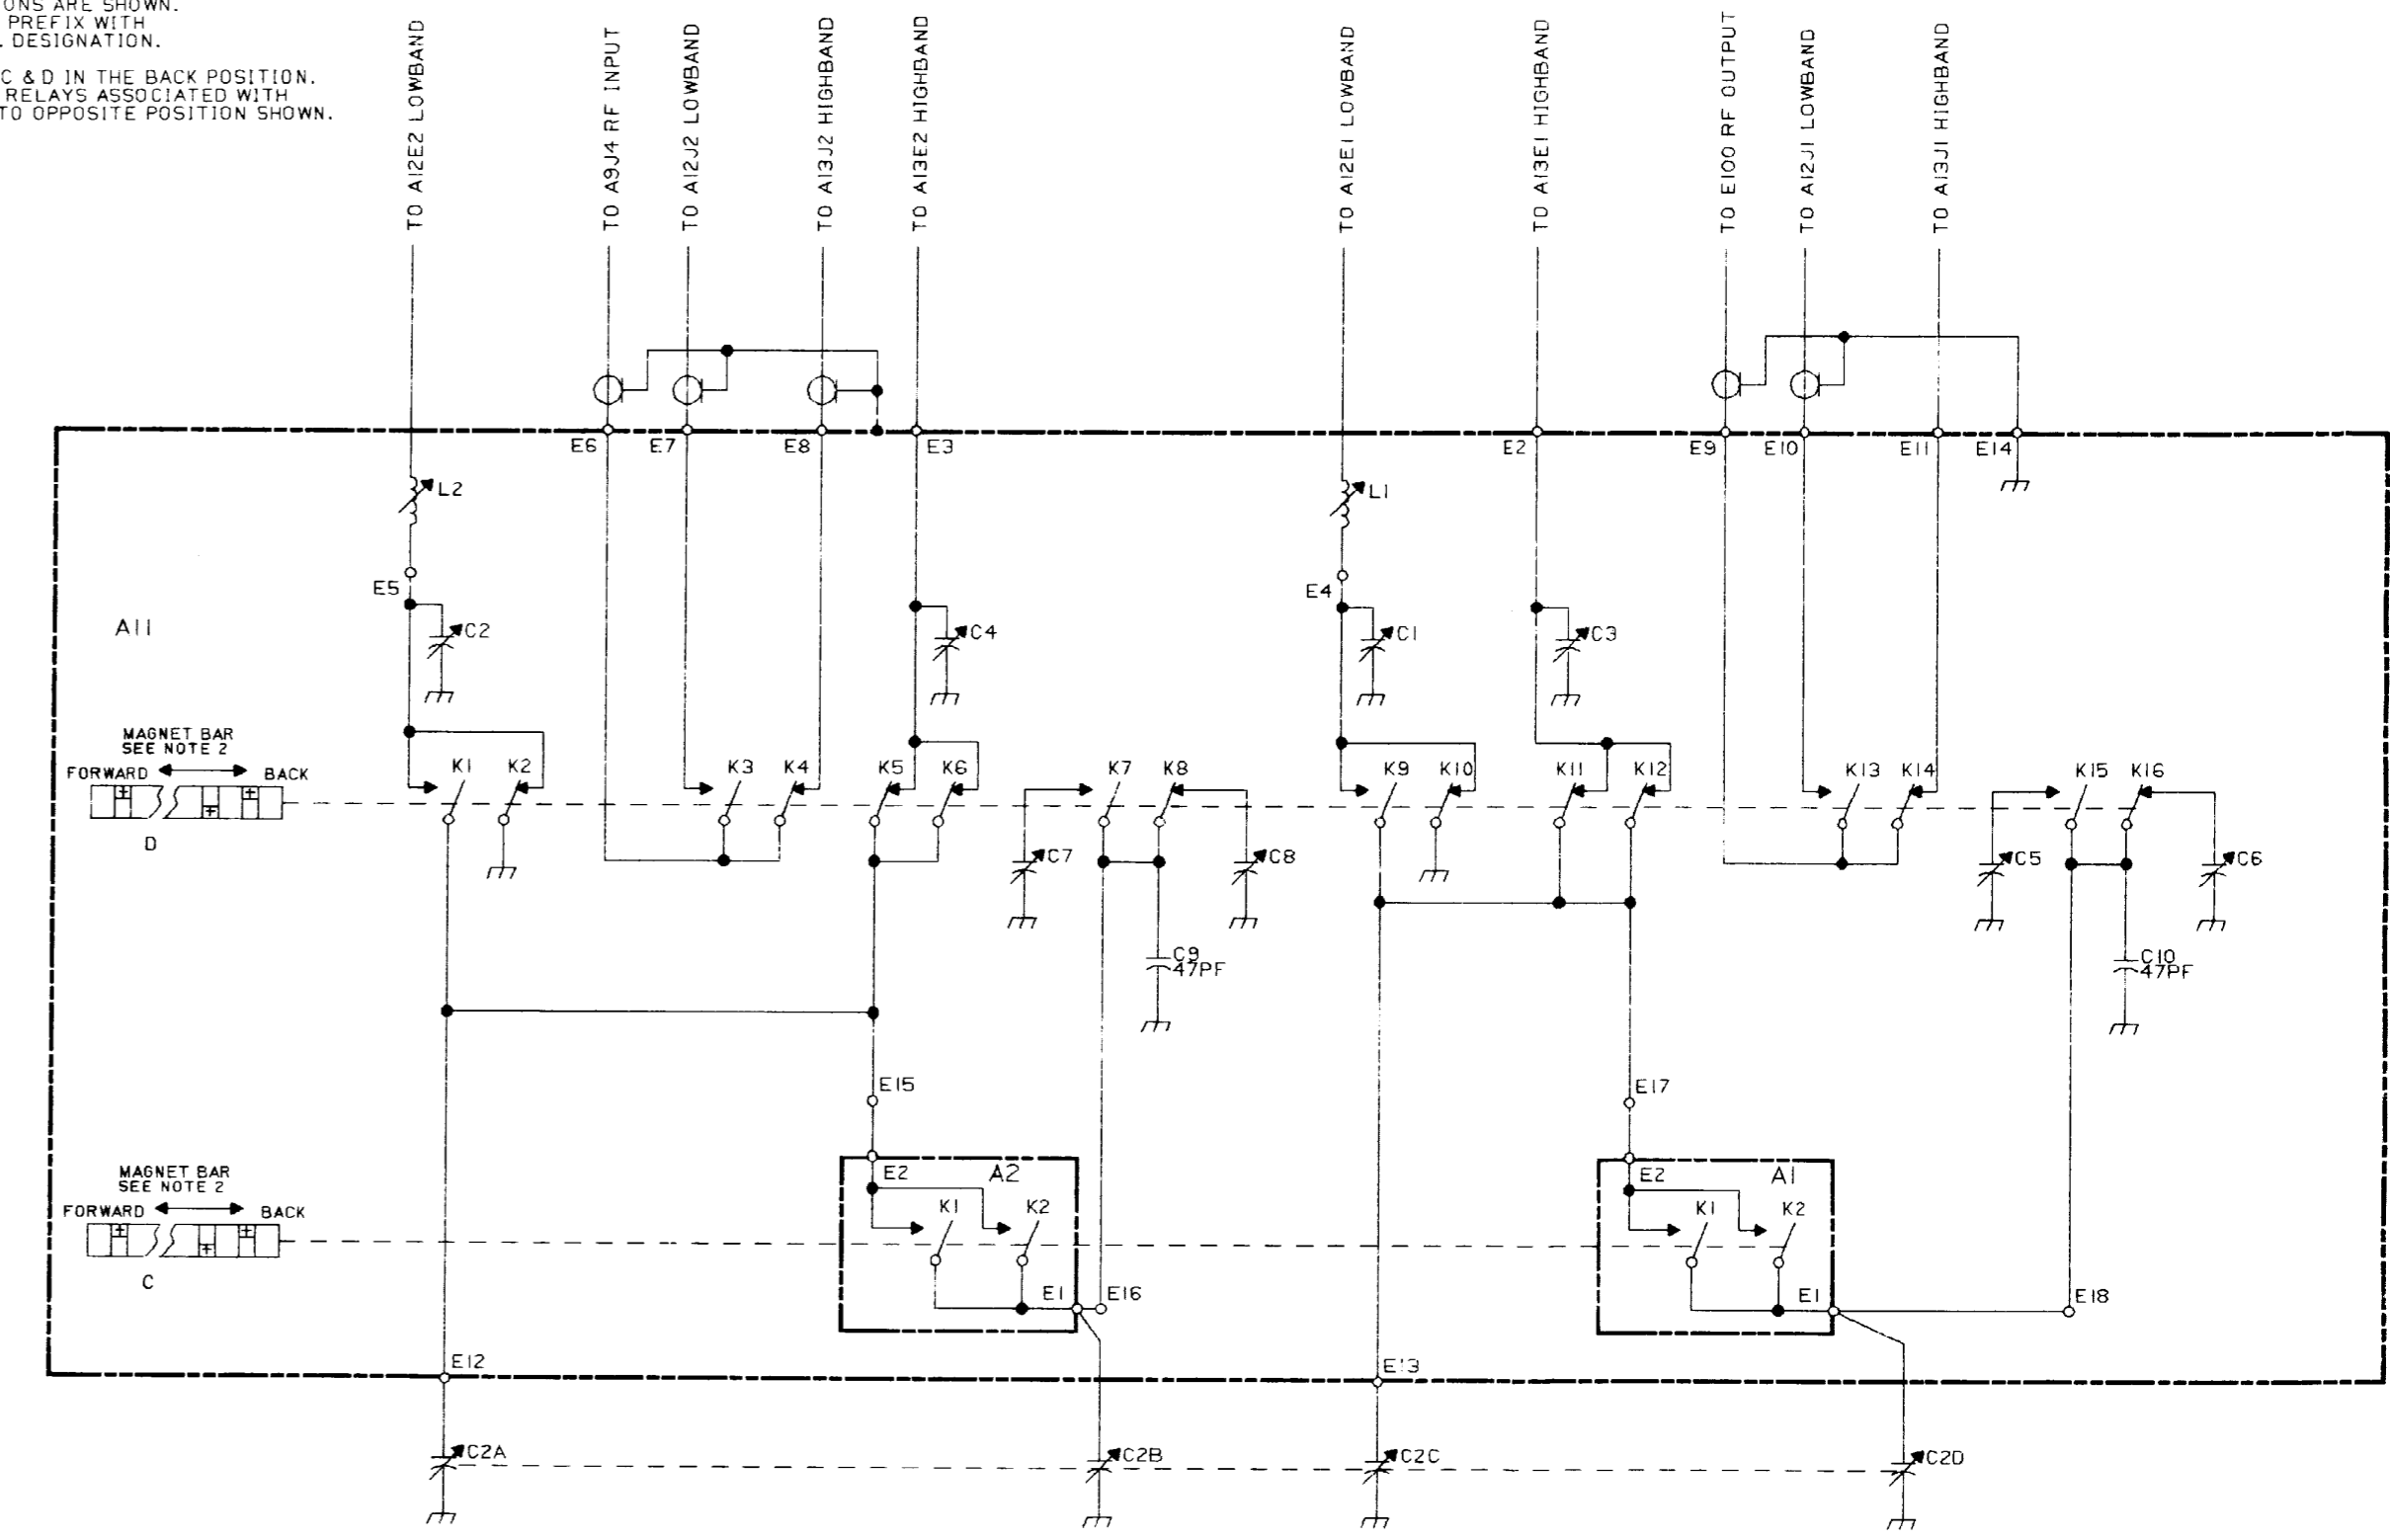 ONS ARE SHOWN.
PREFIX WITH
. DESIGNATION.
C & D IN THE BACK POSITION.
RELAYS ASSOCIATED WITH
TO OPPOSITE POSITION SHOWN.
TO A12E2 LOWBAND
TO A9J4 RF INPUT
TO A12J2 LOWBAND
TO A13J2 HIGHBAND
TO A13E2 HIGHBAND
TO A12E1 LOWBAND
TO A13E1 HIGHBAND
TO E100 RF OUTPUT
TO A12J1 LOWBAND
TO A13J1 HIGHBAND
E6 E7 E8 E3 E2 E9 E10 E11 E14
L2 L1
E5 E4
A11 C2 C4 C1 C3
MAGNET BAR
SEE NOTE 2
FORWARD BACK
K1 K2 K3 K4 K5 K6 K7 K8 K9 K10 K11 K12 K13 K14 K15 K16
D
C7 C8 C5 C6
C9
47PF
C10
47PF
E15 E17
MAGNET BAR
SEE NOTE 2
FORWARD BACK
C
E2 A2
K1 K2
E1 E16
E2 A1
K1 K2
E1 E18
E12 E13
C2A C2B C2C C2D